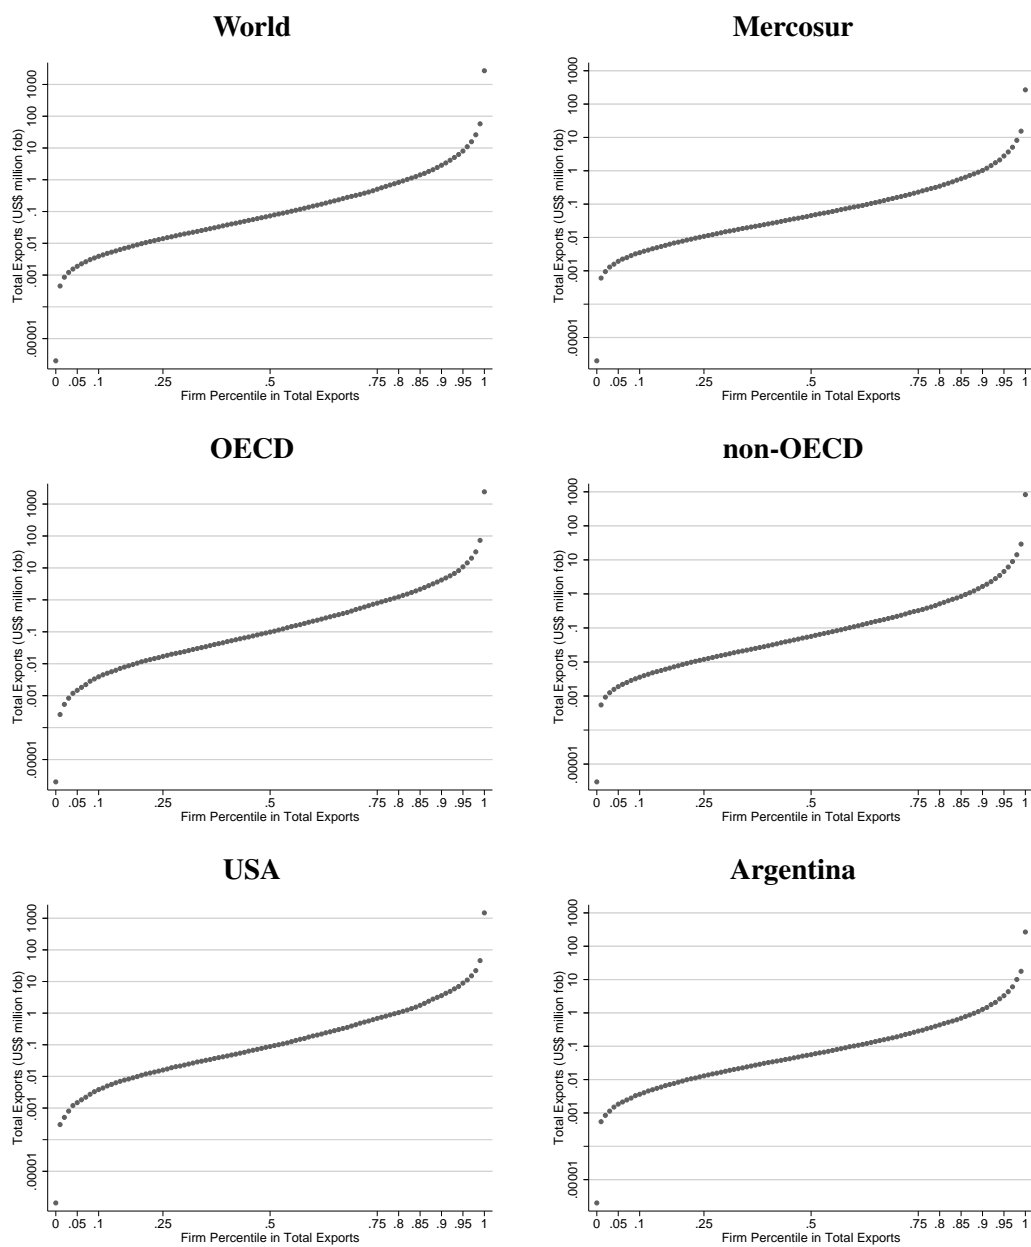 World
Total Exports (US$ million fob)
1000
100
10
1
.1
.01
.001
.00001
0 .05 .1 .25 .5 .75 .8 .85 .9 .95 1
Firm Percentile in Total Exports
Mercosur
Total Exports (US$ million fob)
1000
100
10
1
.1
.01
.001
.00001
0 .05 .1 .25 .5 .75 .8 .85 .9 .95 1
Firm Percentile in Total Exports
OECD
Total Exports (US$ million fob)
1000
100
10
1
.1
.01
.001
.00001
0 .05 .1 .25 .5 .75 .8 .85 .9 .95 1
Firm Percentile in Total Exports
non-OECD
Total Exports (US$ million fob)
1000
100
10
1
.1
.01
.001
.00001
0 .05 .1 .25 .5 .75 .8 .85 .9 .95 1
Firm Percentile in Total Exports
USA
Total Exports (US$ million fob)
1000
100
10
1
.1
.01
.001
.00001
0 .05 .1 .25 .5 .75 .8 .85 .9 .95 1
Firm Percentile in Total Exports
Argentina
Total Exports (US$ million fob)
1000
100
10
1
.1
.01
.001
.00001
0 .05 .1 .25 .5 .75 .8 .85 .9 .95 1
Firm Percentile in Total Exports